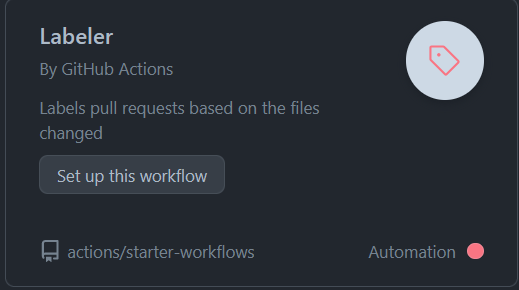 Labeler
By GitHub Actions
Labels pull requests based on the files
changed
Set up this workflow
actions/starter-workflows
Automation